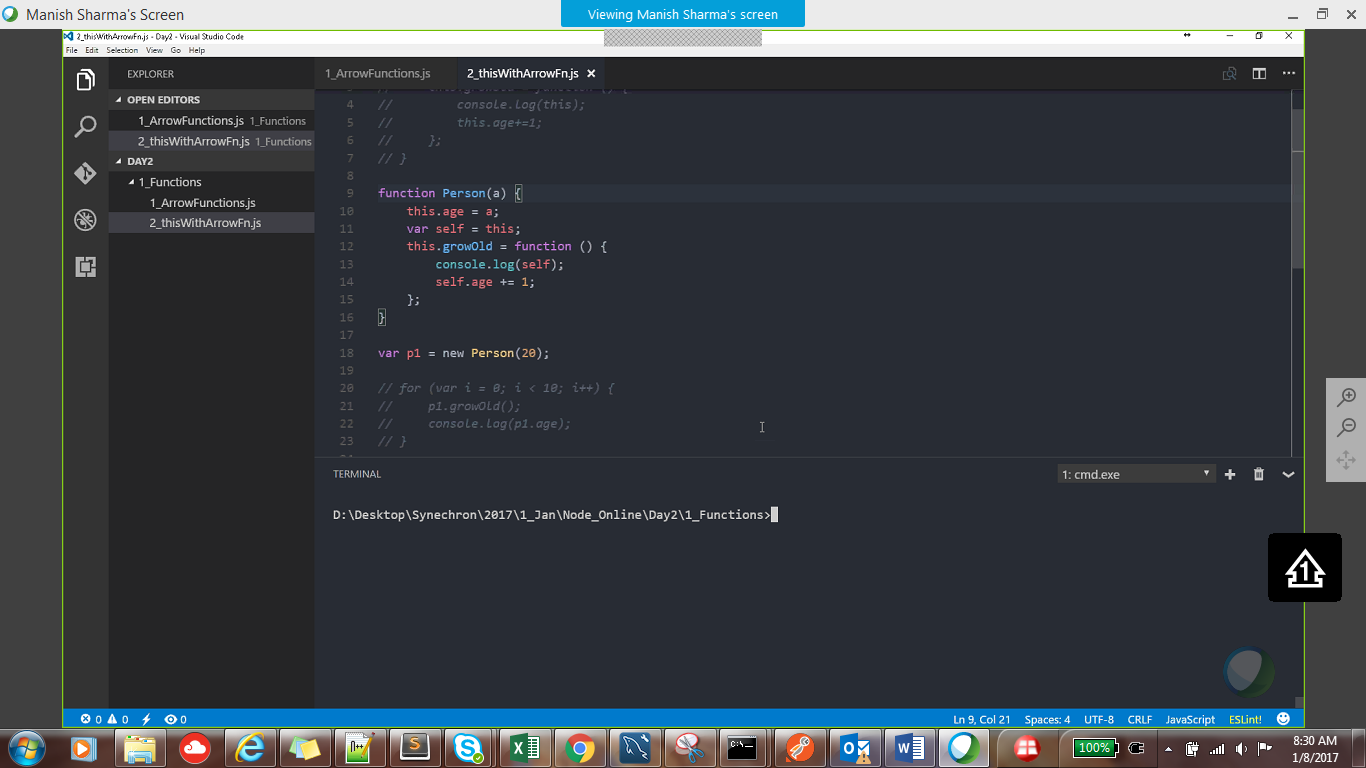 Manish Sharma's Screen
Viewing Manish Sharma's screen
2_thisWithArrowFn.js - Day2 - Visual Studio Code
File Edit Selection View Go Help
EXPLORER
OPEN EDITORS
1_ArrowFunctions.js 1_Functions
2_thisWithArrowFn.js 1_Functions
DAY2
1_Functions
1_ArrowFunctions.js
2_thisWithArrowFn.js
1_ArrowFunctions.js 2_thisWithArrowFn.js
4 // console.log(this);
5 // this.age+=1;
6 // };
7 // }
8
9 function Person(a) {
10 this.age = a;
11 var self = this;
12 this.growOld = function () {
13 console.log(self);
14 self.age += 1;
15 };
16 }
17
18 var p1 = new Person(20);
19
20 // for (var i = 0; i < 10; i++) {
21 // p1.growOld();
22 // console.log(p1.age);
23 // }
TERMINAL
1: cmd.exe
D:\Desktop\Synechron\2017\1_Jan\Node_Online\Day2\1_Functions>
1
0 0 0
Ln 9, Col 21 Spaces: 4 UTF-8 CRLF JavaScript ESLint!
100%
8:30 AM
1/8/2017